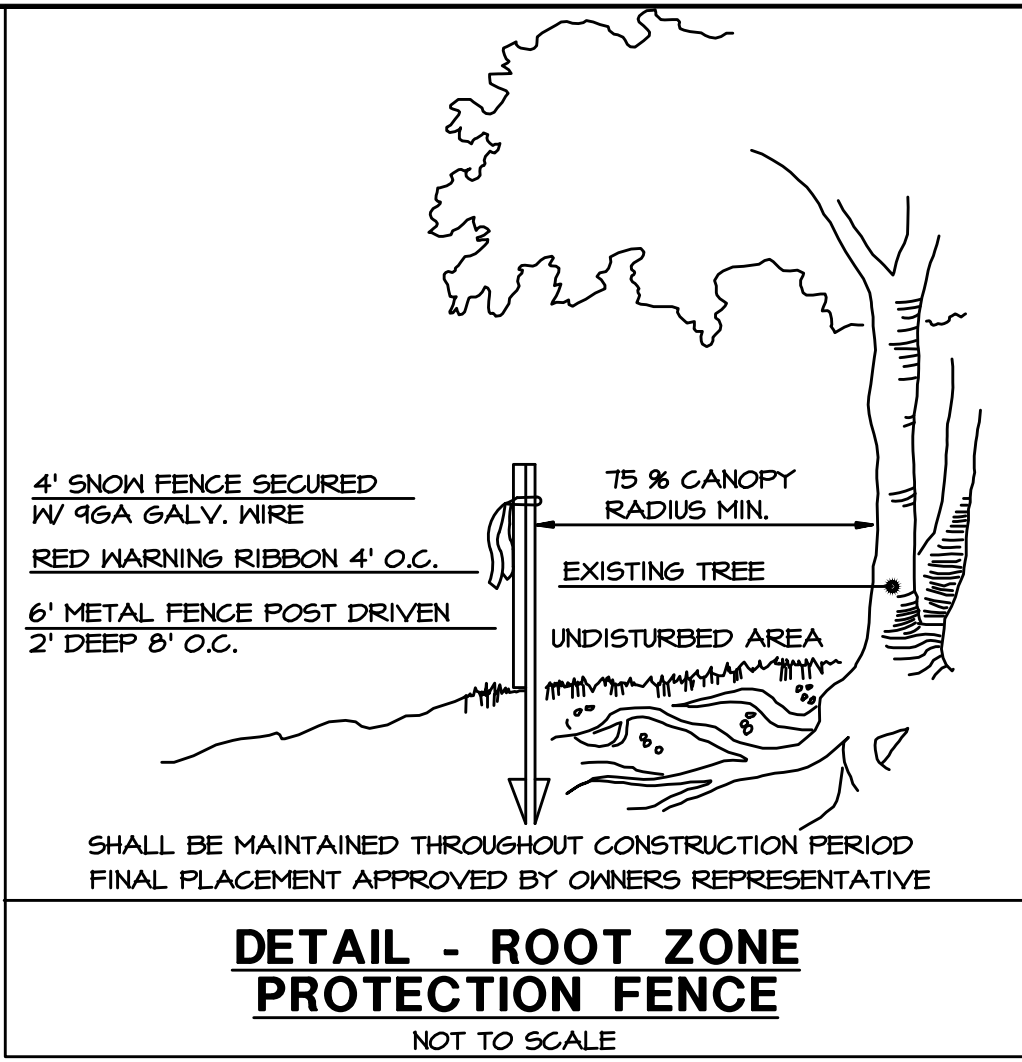 4' SNOW FENCE SECURED
W/ 9GA GALV. WIRE
RED WARNING RIBBON 4' O.C.
6' METAL FENCE POST DRIVEN
2' DEEP 8' O.C.
75 % CANOPY
RADIUS MIN.
EXISTING TREE
UNDISTURBED AREA
SHALL BE MAINTAINED THROUGHOUT CONSTRUCTION PERIOD
FINAL PLACEMENT APPROVED BY OWNERS REPRESENTATIVE
DETAIL - ROOT ZONE
PROTECTION FENCE
NOT TO SCALE